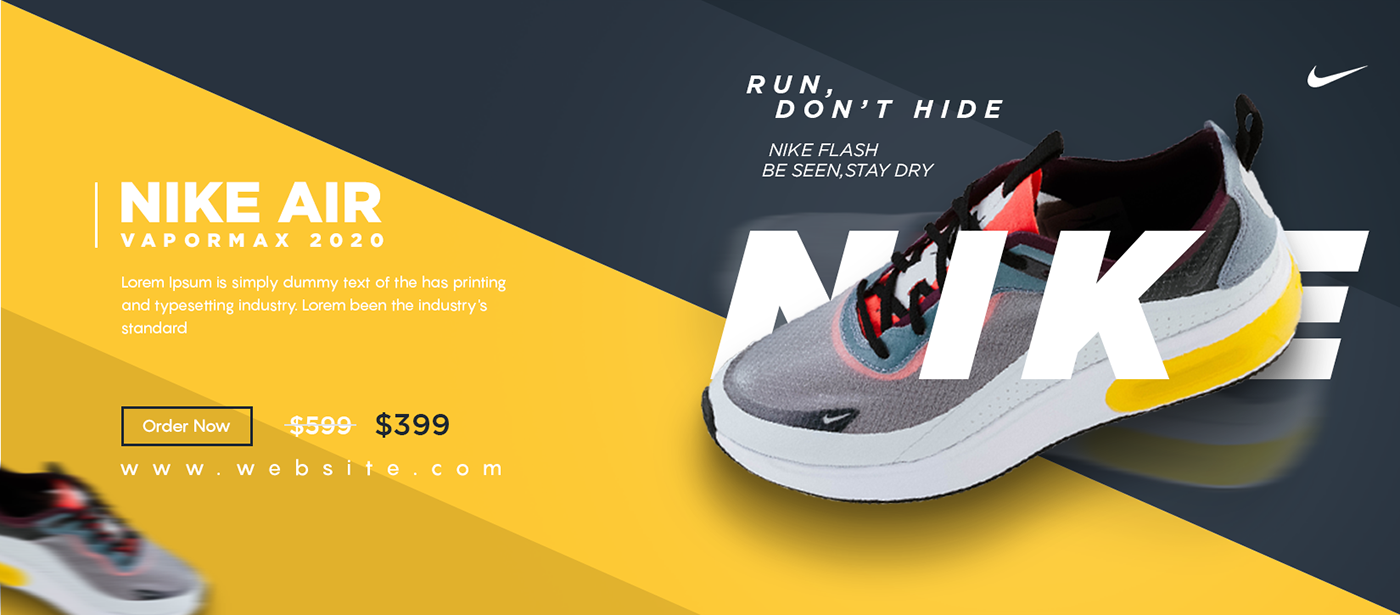 RUN,
DON'T HIDE
NIKE FLASH
BE SEEN,STAY DRY
NIKE
NIKE AIR
VAPORMAX 2020
Lorem Ipsum is simply dummy text of the has printing
and typesetting industry. Lorem been the industry's
standard
Order Now $599 $399
www.website.com